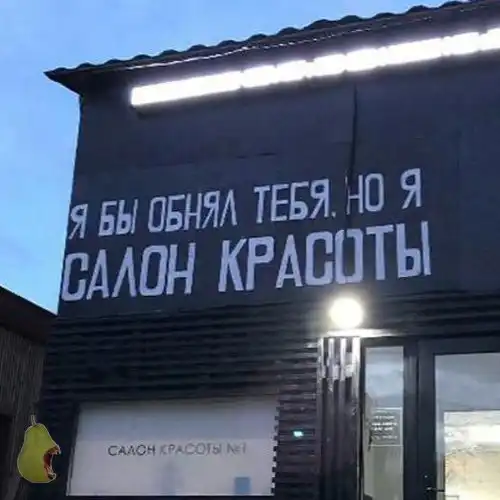 Я БЫ ОБНЯЛ ТЕБЯ, НО Я
САЛОН КРАСОТЫ
САЛОН КРАСОТЫ №1